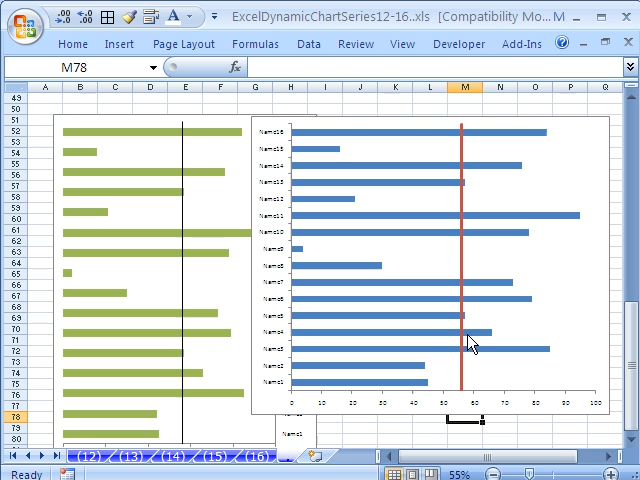 ExcelDynamicChartSeries12-16..xls [Compatibility Mo... M
Home Insert Page Layout Formulas Data Review View Developer Add-Ins
M78 fx
A B C D E F G H I J K L M N O P Q
49
50
51
52
54
55
56
57
58
59
60
61
62
63
65
66
67
68
69
70
71
72
73
74
75
76
77
78
79
80
Name16
Name15
Name14
Name13
Name12
Name11
Name10
Name9
Name8
Name7
Name6
Name5
Name4
Name3
Name2
Name1
0 10 20 30 40 50 60 70 80 90 100
Name1
(12) (13) (14) (15) (16)
Ready 55%